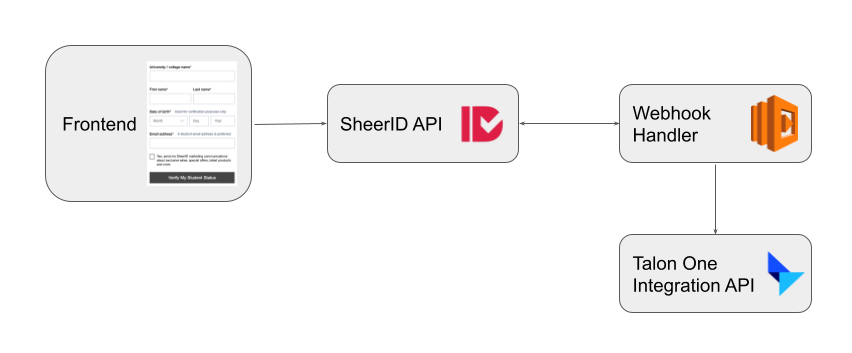 Frontend
University / college name*
First name* Last name*
Date of birth* Used for verification purposes only
Month Day Year
Email address* A student email address is preferred
Yes, send me SheerID marketing communications
about exclusive sales, special offers, latest products
and more.
Verify My Student Status
SheerID API
Webhook
Handler
Talon One
Integration API